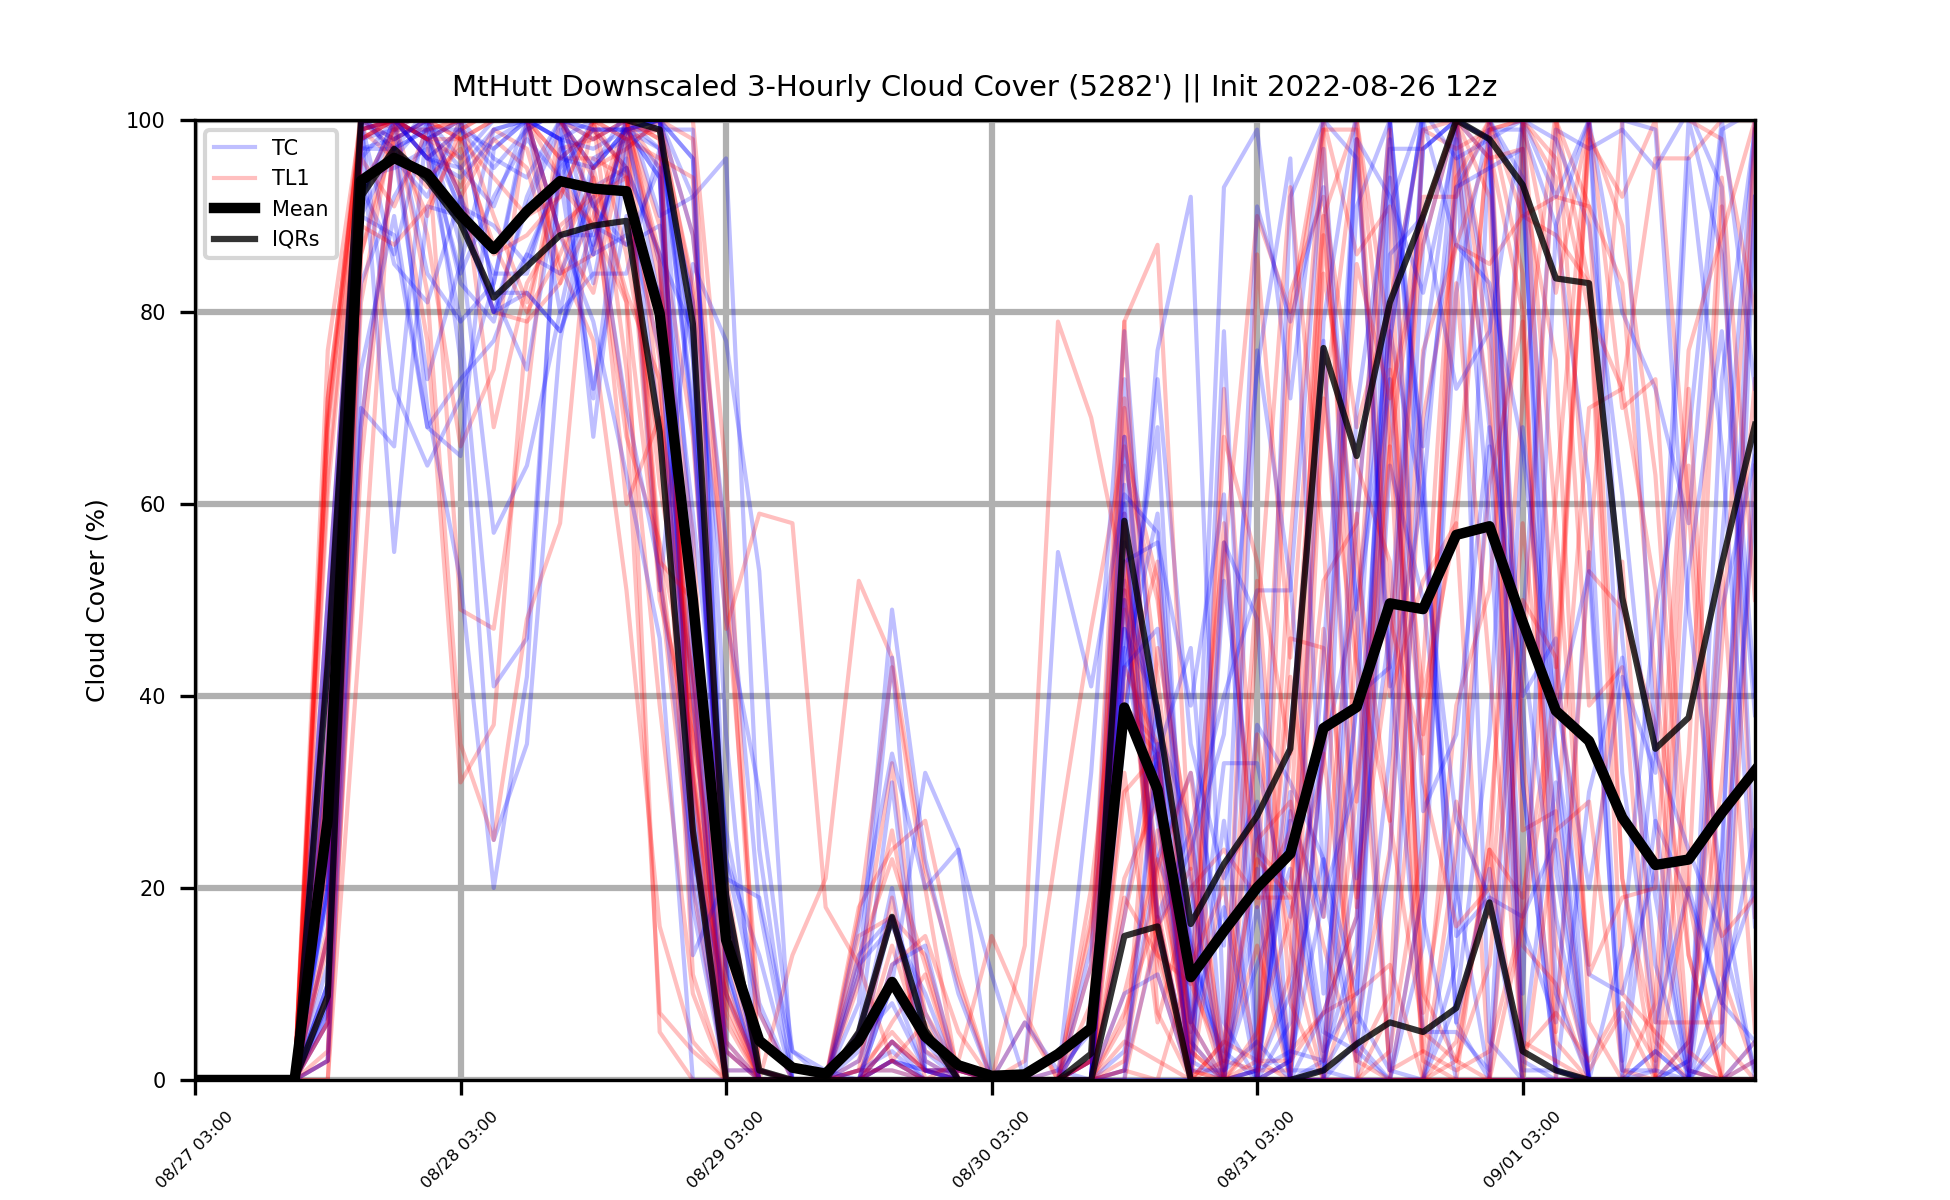 MtHutt Downscaled 3-Hourly Cloud Cover (5282') || Init 2022-08-26 12z
TC
TL1
Mean
IQRs
Cloud Cover (%)
100
80
60
40
20
0
08/27 03:00
08/28 03:00
08/29 03:00
08/30 03:00
08/31 03:00
09/01 03:00